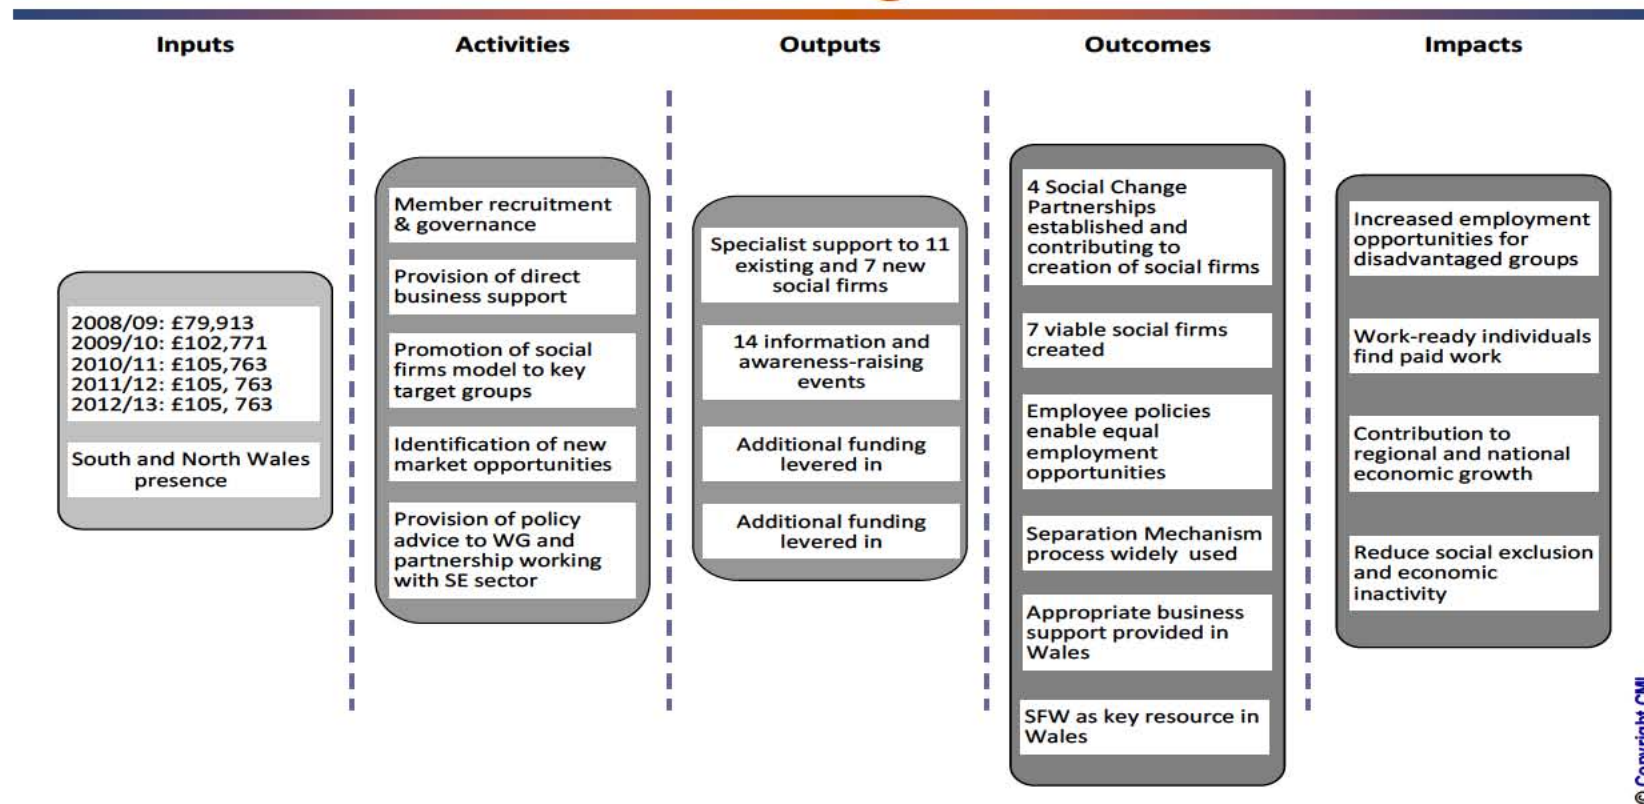 Inputs
Activities
Outputs
Outcomes
Impacts
2008/09: £79,913
2009/10: £102,771
2010/11: £105,763
2011/12: £105, 763
2012/13: £105, 763
South and North Wales
presence
Member recruitment
& governance
Provision of direct
business support
Promotion of social
firms model to key
target groups
Identification of new
market opportunities
Provision of policy
advice to WG and
partnership working
with SE sector
Specialist support to 11
existing and 7 new
social firms
14 information and
awareness-raising
events
Additional funding
levered in
Additional funding
levered in
4 Social Change
Partnerships
established and
contributing to
creation of social firms
7 viable social firms
created
Employee policies
enable equal
employment
opportunities
Separation Mechanism
process widely used
Appropriate business
support provided in
Wales
SFW as key resource in
Wales
Increased employment
opportunities for
disadvantaged groups
Work-ready individuals
find paid work
Contribution to
regional and national
economic growth
Reduce social exclusion
and economic
inactivity
© Copyright CMI